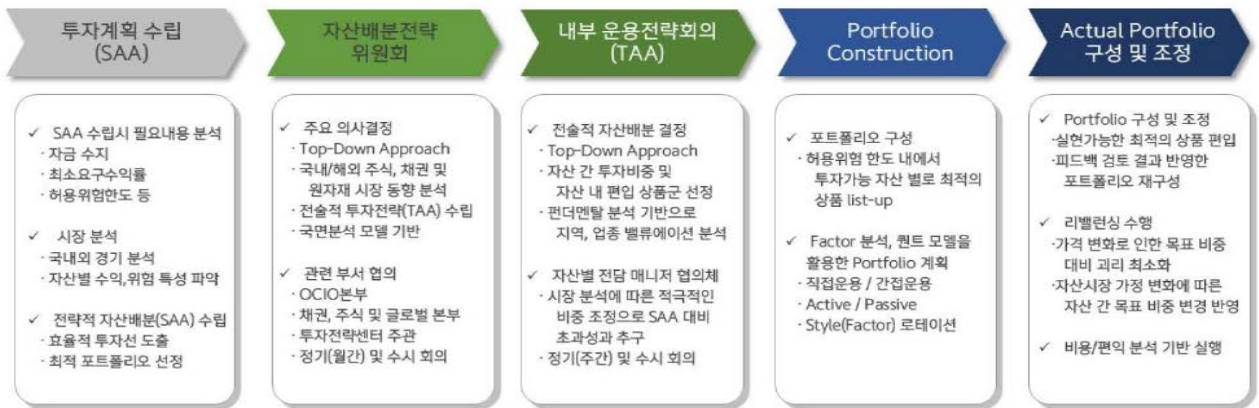 투자계획 수립
(SAA)
✓ SAA 수립시 필요내용 분석
· 자금 수지
· 최소요구수익률
· 허용위험한도 등
✓ 시장 분석
· 국내외 경기 분석
· 자산별 수익,위험 특성 파악
✓ 전략적 자산배분(SAA) 수립
· 효율적 투자선 도출
· 최적 포트폴리오 선정
자산배분전략
위원회
✓ 주요 의사결정
· Top-Down Approach
· 국내/해외 주식, 채권 및
원자재 시장 동향 분석
· 전술적 투자전략(TAA) 수립
· 국면분석 모델 기반
✓ 관련 부서 협의
· OCIO본부
· 채권, 주식 및 글로벌 본부
· 투자전략센터 주관
· 정기(월간) 및 수시 회의
내부 운용전략회의
(TAA)
✓ 전술적 자산배분 결정
· Top-Down Approach
· 자산 간 투자비중 및
자산 내 편입 상품군 선정
· 펀더멘탈 분석 기반으로
지역, 업종 밸류에이션 분석
✓ 자산별 전담 매니저 협의체
· 시장 분석에 따른 적극적인
비중 조정으로 SAA 대비
초과성과 추구
· 정기(주간) 및 수시 회의
Portfolio
Construction
✓ 포트폴리오 구성
· 허용위험 한도 내에서
투자가능 자산 별로 최적의
상품 list-up
✓ Factor 분석, 퀀트 모델을
활용한 Portfolio 계획
· 직접운용 / 간접운용
· Active / Passive
· Style(Factor) 로테이션
Actual Portfolio
구성 및 조정
✓ Portfolio 구성 및 조정
·실현가능한 최적의 상품 편입
·피드백 검토 결과 반영한
포트폴리오 재구성
✓ 리밸런싱 수행
·가격 변화로 인한 목표 비중
대비 괴리 최소화
·자산시장 가정 변화에 따른
자산 간 목표 비중 변경 반영
✓ 비용/편익 분석 기반 실행